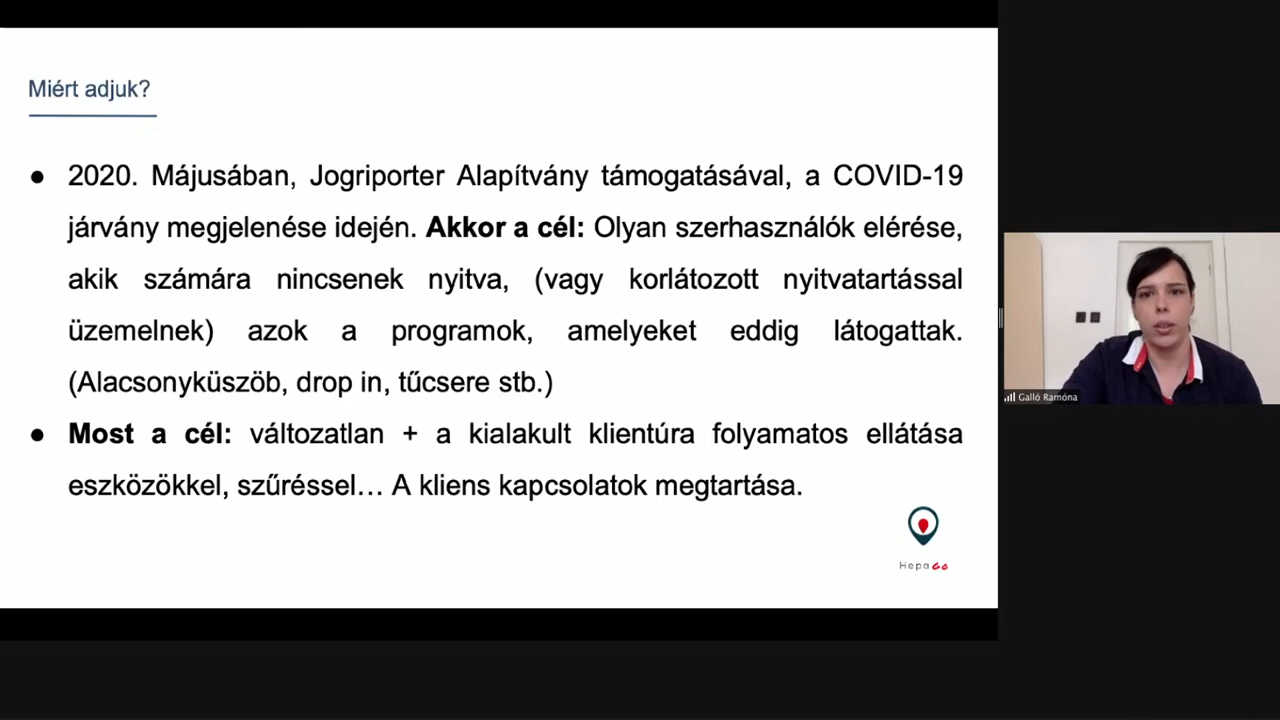 Miért adjuk?
● 2020. Májusában, Jogriporter Alapítvány támogatásával, a COVID-19
járvány megjelenése idején. Akkor a cél: Olyan szerhasználók elérése,
akik számára nincsenek nyitva, (vagy korlátozott nyitvatartással
üzemelnek) azok a programok, amelyeket eddig látogattak.
(Alacsonyküszöb, drop in, tűcsere stb.)
● Most a cél: változatlan + a kialakult klientúra folyamatos ellátása
eszközökkel, szűréssel… A kliens kapcsolatok megtartása.
HepaGo
Galló Ramóna